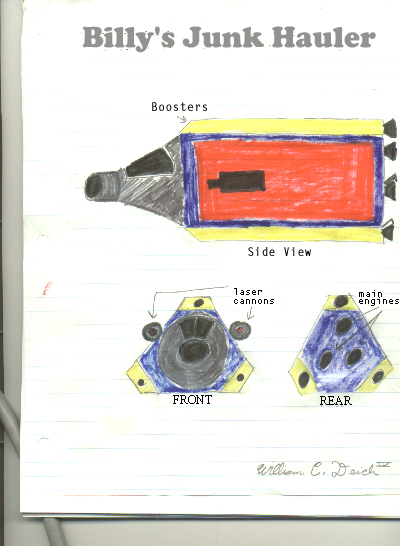 Billy's Junk Hauler
Boosters
Side View
laser
cannons
main
engines
FRONT
REAR
William C. Deich III